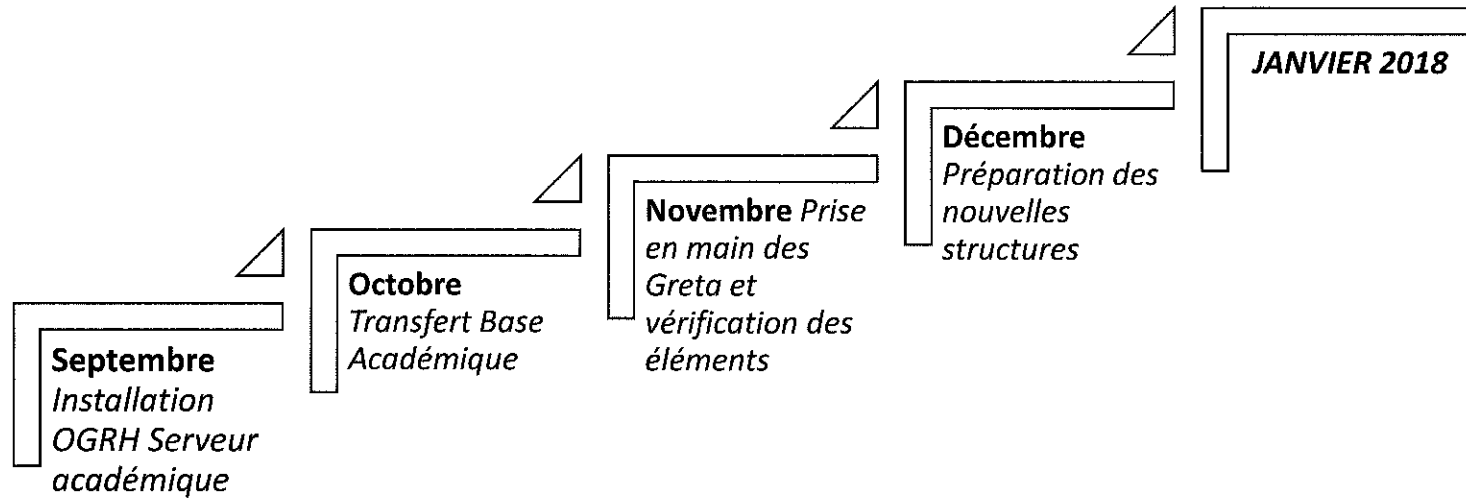 Septembre
Installation
OGRH Serveur
académique
Octobre
Transfert Base
Académique
Novembre Prise
en main des
Greta et
vérification des
éléments
Décembre
Préparation des
nouvelles
structures
JANVIER 2018